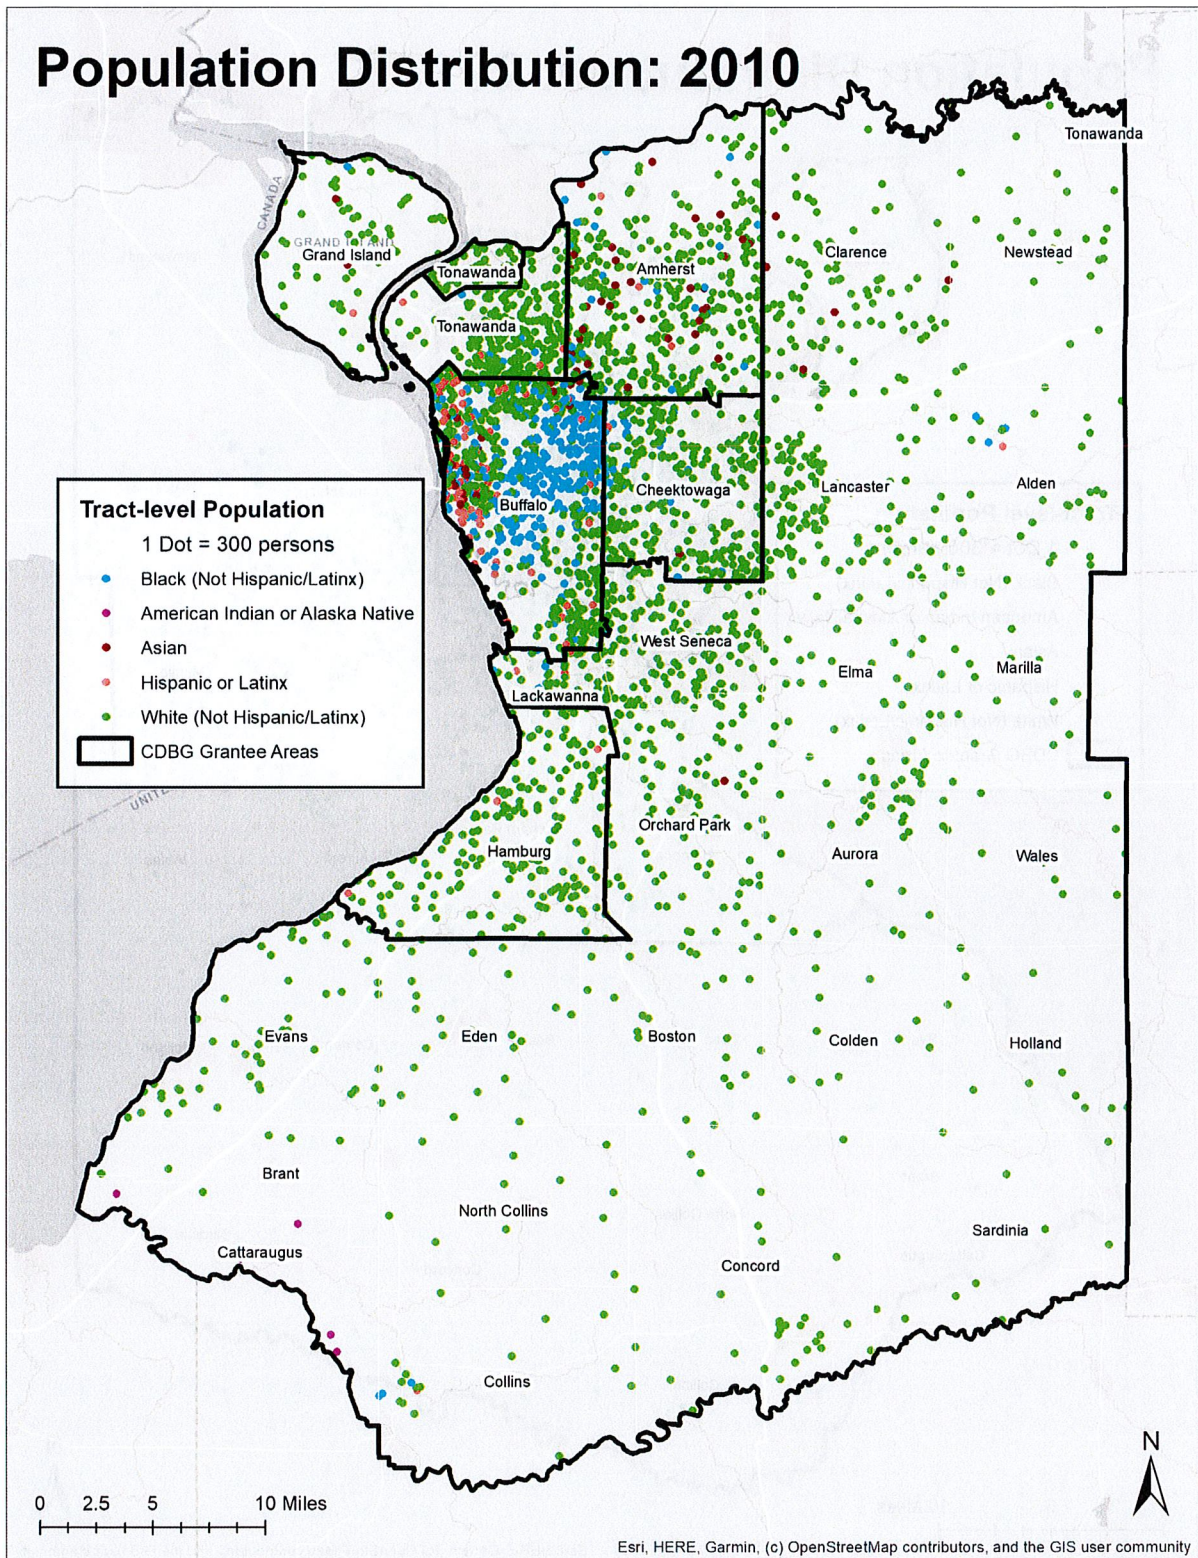 Population Distribution: 2010
Tonawanda
CANADA
GRAND ISLAND
Grand Island
Tonawanda
Amherst
Clarence
Newstead
Tonawanda
Cheektowaga
Lancaster
Alden
Buffalo
Tract-level Population
1 Dot = 300 persons
Black (Not Hispanic/Latinx)
American Indian or Alaska Native
Asian
Hispanic or Latinx
White (Not Hispanic/Latinx)
CDBG Grantee Areas
West Seneca
Elma
Marilla
Lackawanna
Orchard Park
Hamburg
Aurora
Wales
Evans
Eden
Boston
Colden
Holland
Brant
North Collins
Sardinia
Cattaraugus
Concord
Collins
N
0 2.5 5 10 Miles
Esri, HERE, Garmin, (c) OpenStreetMap contributors, and the GIS user community